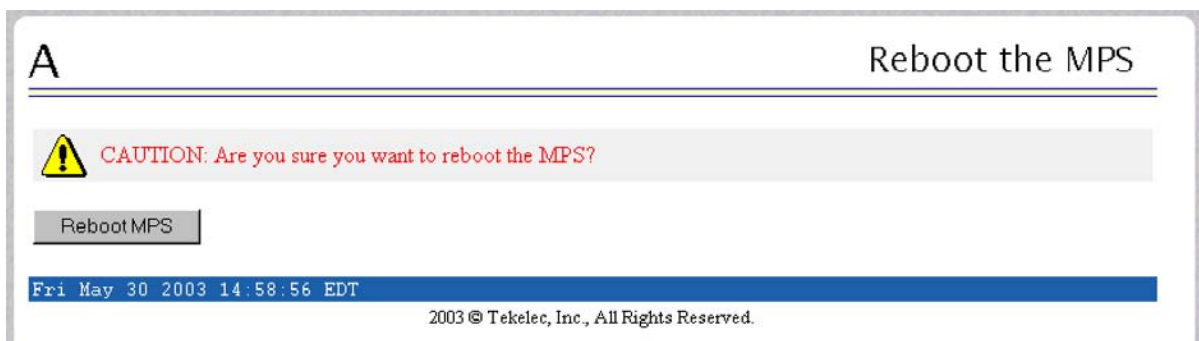 A
Reboot the MPS
CAUTION: Are you sure you want to reboot the MPS?
Reboot MPS
Fri May 30 2003 14:58:56 EDT
2003 © Tekelec, Inc., All Rights Reserved.